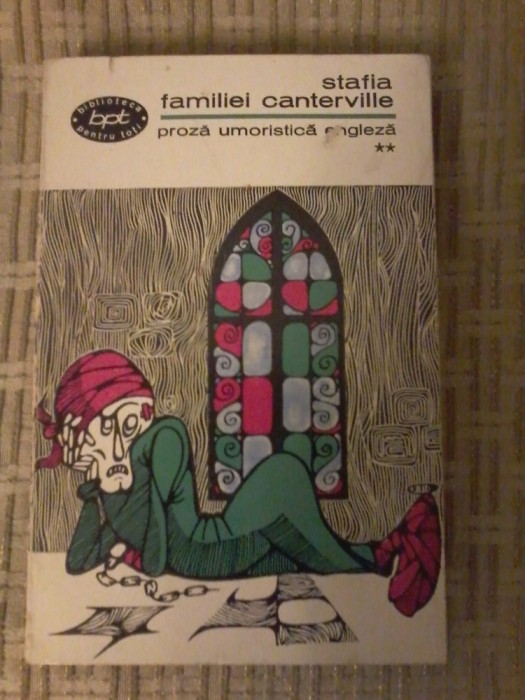 stafia
familiei canterville
biblioteca
bpt
pentru toți
proză umoristică engleză
**